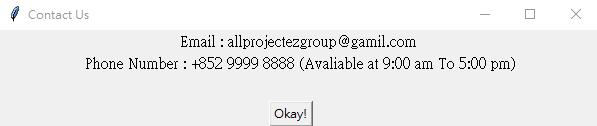 Contact Us
Email : allprojectezgroup@gamil.com
Phone Number : +852 9999 8888 (Avaliable at 9:00 am To 5:00 pm)
Okay!